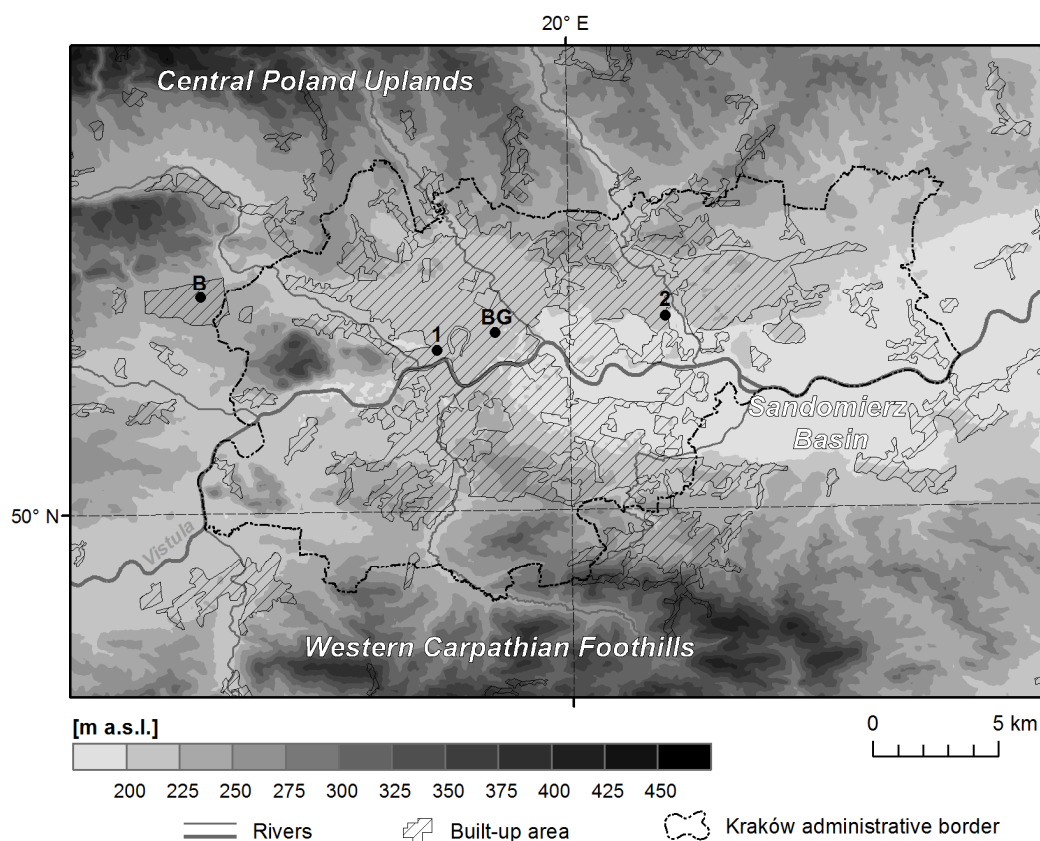 20° E
Central Poland Uplands
B
2
BG
1
Sandomierz
Basin
50° N
Vistula
Western Carpathian Foothills
[m a.s.l.]
0 5 km
200 225 250 275 300 325 350 375 400 425 450
Rivers
Built-up area
Kraków administrative border